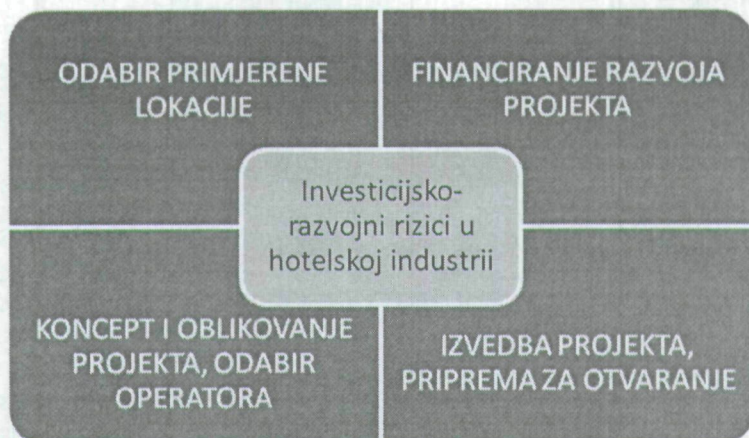 ODABIR PRIMJERENE
LOKACIJE
FINANCIRANJE RAZVOJA
PROJEKTA
Investicijsko-
razvojni rizici u
hotelskoj industrii
KONCEPT I OBLIKOVANJE
PROJEKTA, ODABIR
OPERATORA
IZVEDBA PROJEKTA,
PRIPREMA ZA OTVARANJE